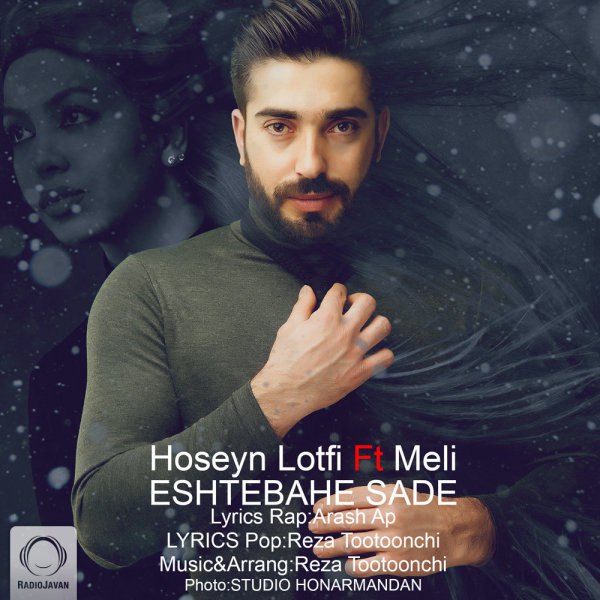 Hoseyn Lotfi Ft Meli
ESHTEBAHE SADE
Lyrics Rap:Arash Ap
LYRICS Pop:Reza Tootoonchi
Music&Arrang:Reza Tootoonchi
Photo:STUDIO HONARMANDAN
RADIOJAVAN